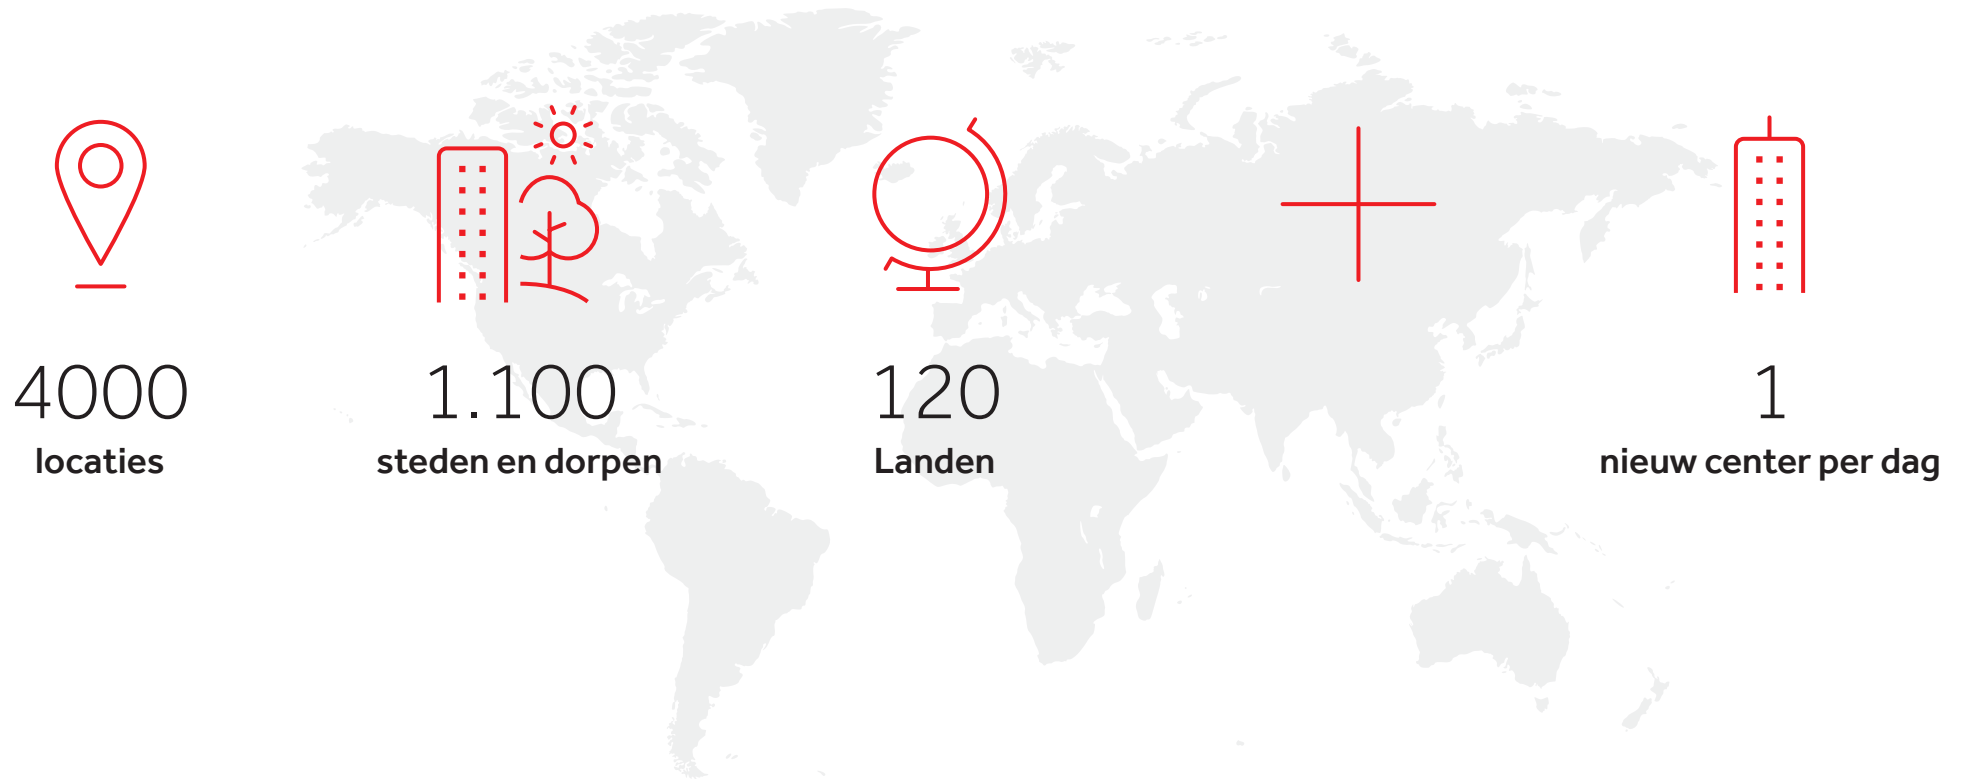 4000
locaties
1.100
steden en dorpen
120
Landen
1
nieuw center per dag